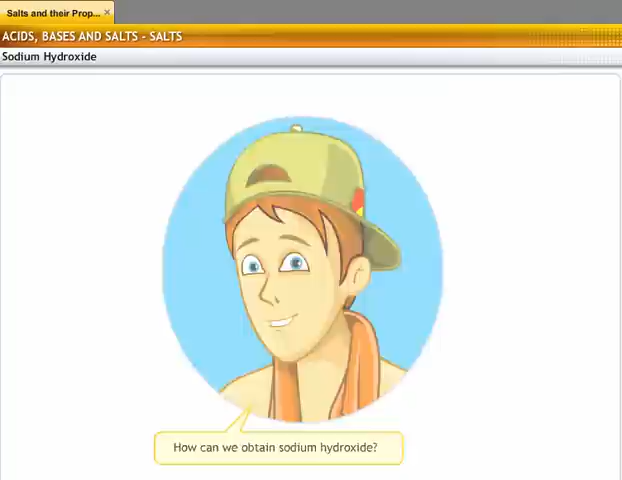 Salts and their Prop...
ACIDS, BASES AND SALTS - SALTS
Sodium Hydroxide
How can we obtain sodium hydroxide?